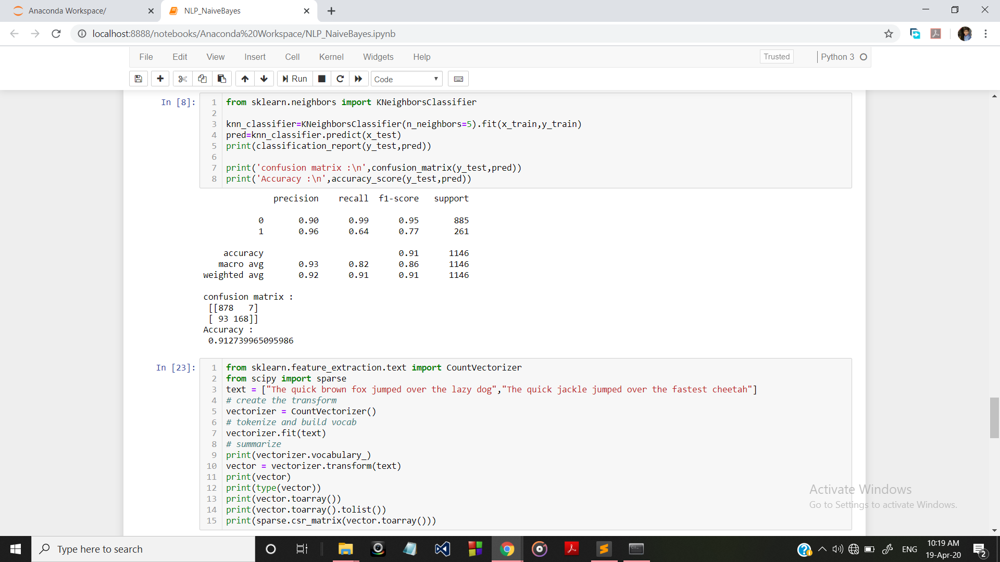 Anaconda Workspace/
NLP_NaiveBayes
localhost:8888/notebooks/Anaconda%20Workspace/NLP_NaiveBayes.ipynb
File Edit View Insert Cell Kernel Widgets Help Trusted Python 3
Run Code
In [8]:
1 from sklearn.neighbors import KNeighborsClassifier
2
3 knn_classifier=KNeighborsClassifier(n_neighbors=5).fit(x_train,y_train)
4 pred=knn_classifier.predict(x_test)
5 print(classification_report(y_test,pred))
6
7 print('confusion matrix :\n',confusion_matrix(y_test,pred))
8 print('Accuracy :\n',accuracy_score(y_test,pred))
precision recall f1-score support
0 0.90 0.99 0.95 885
1 0.96 0.64 0.77 261
accuracy 0.91 1146
macro avg 0.93 0.82 0.86 1146
weighted avg 0.92 0.91 0.91 1146
confusion matrix :
[[878 7]
[ 93 168]]
Accuracy :
0.912739965095986
In [23]:
1 from sklearn.feature_extraction.text import CountVectorizer
2 from scipy import sparse
3 text = ["The quick brown fox jumped over the lazy dog","The quick jackle jumped over the fastest cheetah"]
4 # create the transform
5 vectorizer = CountVectorizer()
6 # tokenize and build vocab
7 vectorizer.fit(text)
8 # summarize
9 print(vectorizer.vocabulary_)
10 vector = vectorizer.transform(text)
11 print(vector)
12 print(type(vector))
13 print(vector.toarray())
14 print(vector.toarray().tolist())
15 print(sparse.csr_matrix(vector.toarray()))
Activate Windows
Go to Settings to activate Windows.
Type here to search
ENG
10:19 AM
19-Apr-20
2